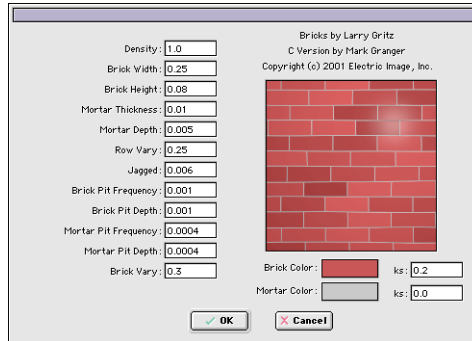 Bricks by Larry Gritz
C Version by Mark Granger
Copyright (c) 2001 Electric Image, Inc.
Density: 1.0
Brick Width: 0.25
Brick Height: 0.08
Mortar Thickness: 0.01
Mortar Depth: 0.005
Row Vary: 0.25
Jagged: 0.006
Brick Pit Frequency: 0.001
Brick Pit Depth: 0.001
Mortar Pit Frequency: 0.0004
Mortar Pit Depth: 0.0004
Brick Vary: 0.3
Brick Color: ks: 0.2
Mortar Color: ks: 0.0
OK Cancel